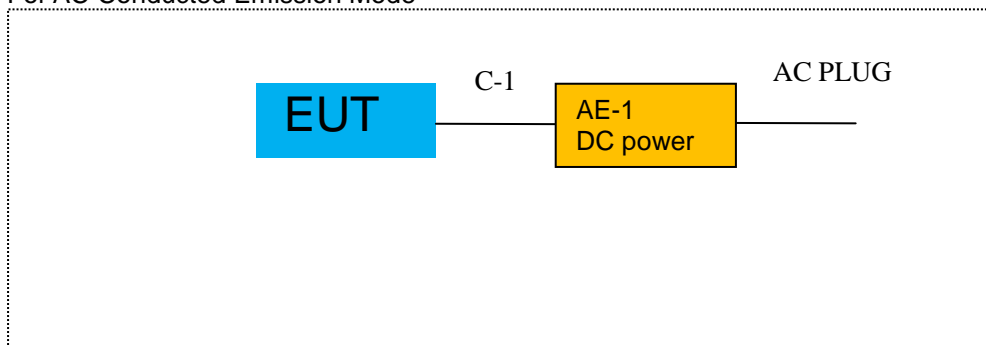 For AC Conducted Emission Mode
C-1
AC PLUG
EUT
AE-1
DC power